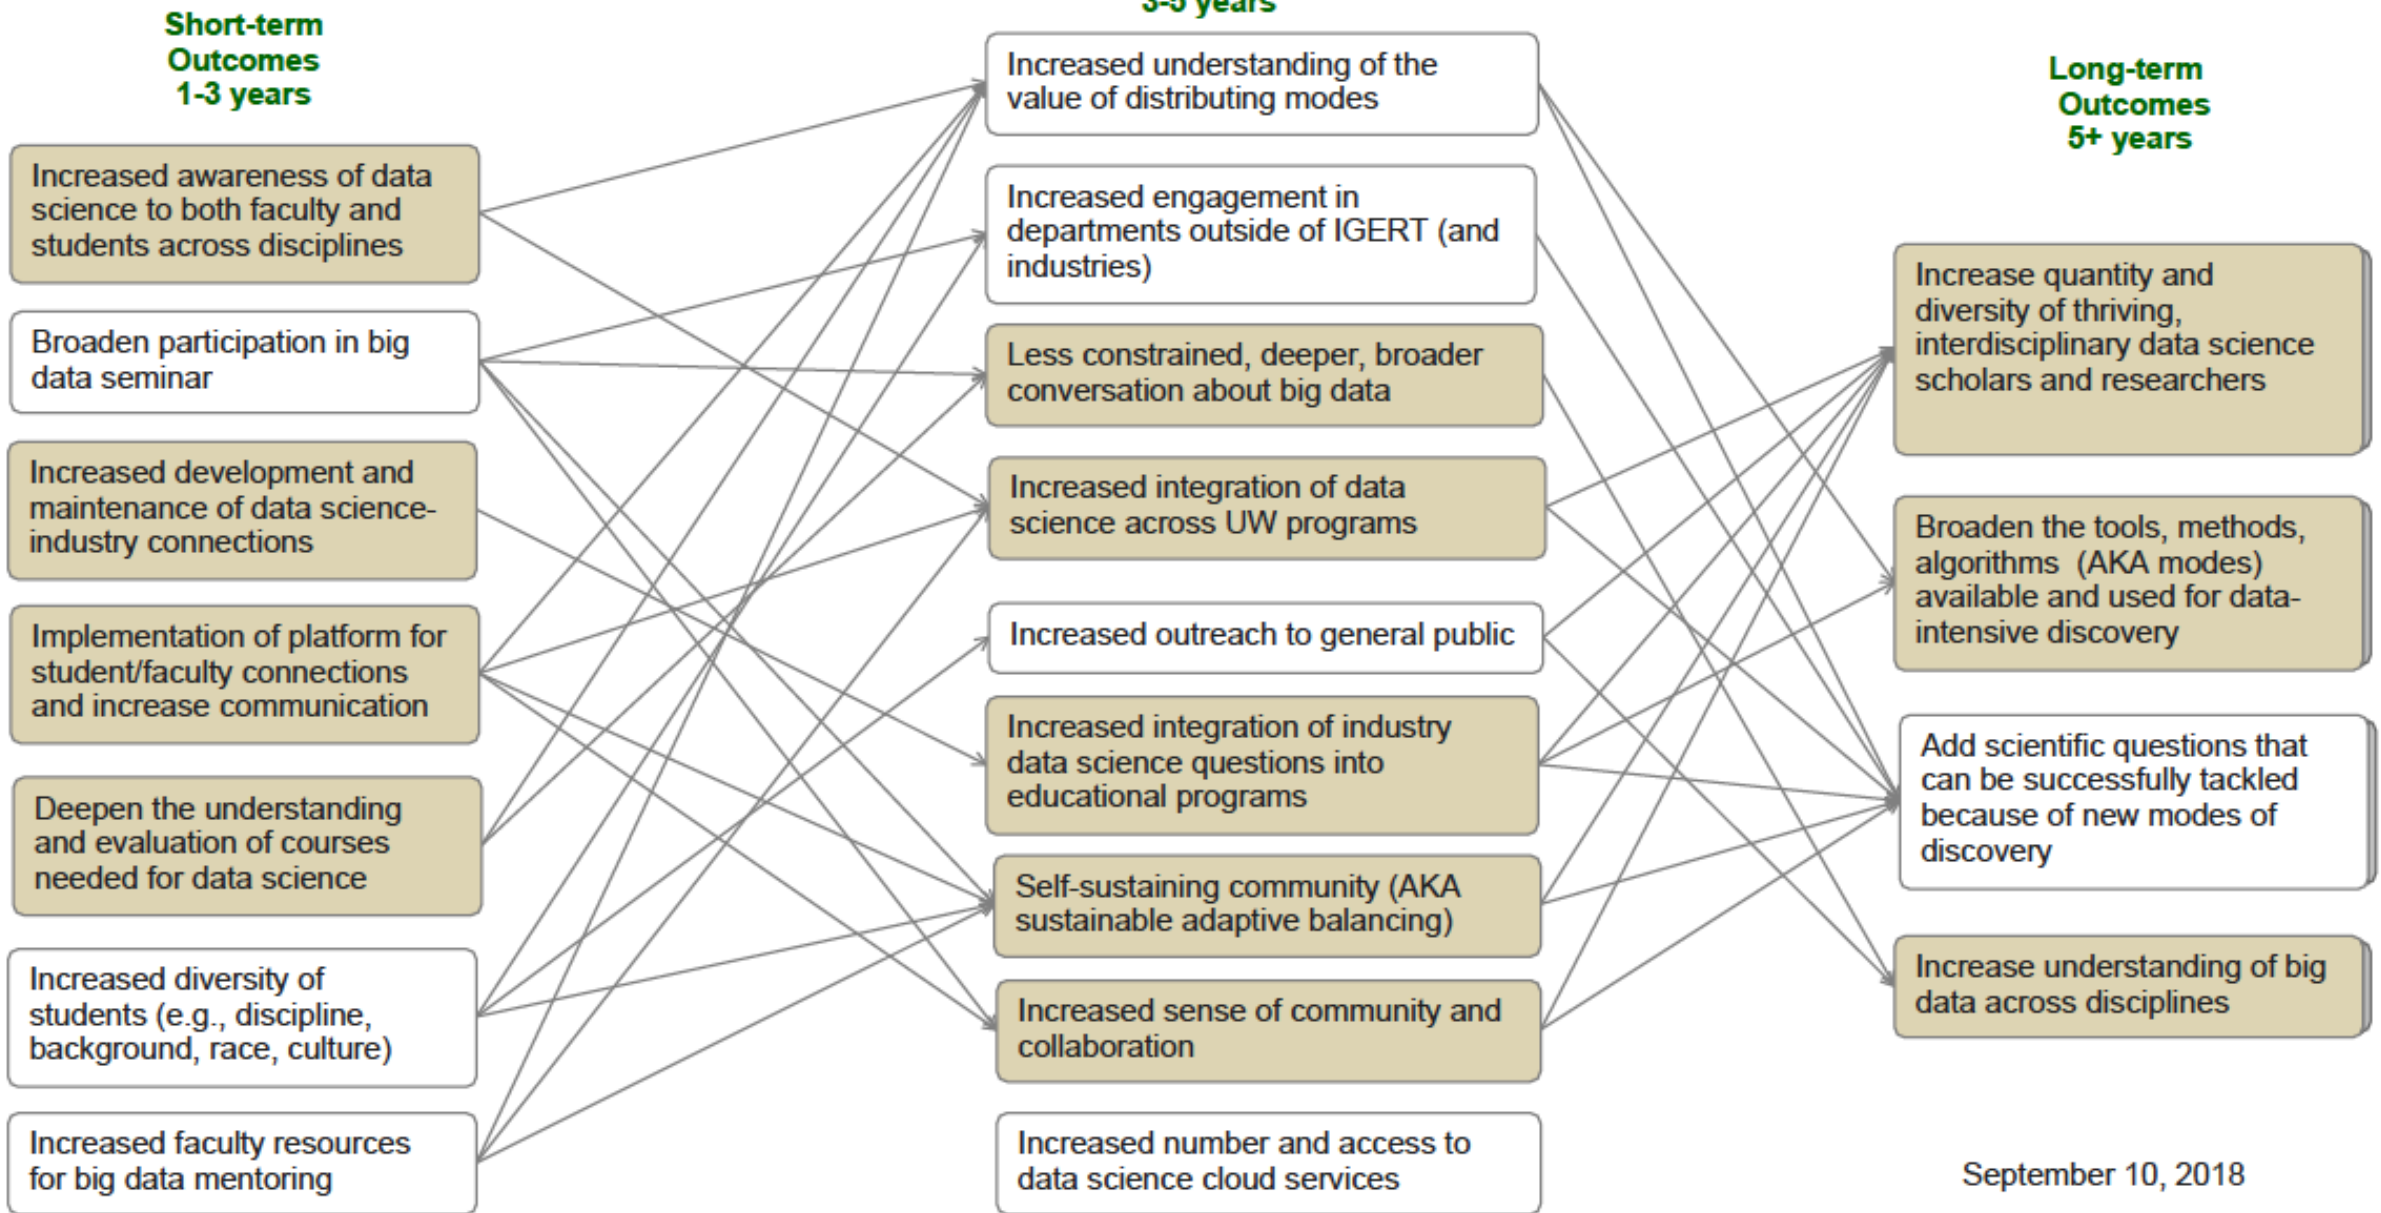 Short-term
Outcomes
1-3 years
Increased awareness of data
science to both faculty and
students across disciplines
Broaden participation in big
data seminar
Increased development and
maintenance of data science-
industry connections
Implementation of platform for
student/faculty connections
and increase communication
Deepen the understanding
and evaluation of courses
needed for data science
Increased diversity of
students (e.g., discipline,
background, race, culture)
Increased faculty resources
for big data mentoring
3-5 years
Increased understanding of the
value of distributing modes
Increased engagement in
departments outside of IGERT (and
industries)
Less constrained, deeper, broader
conversation about big data
Increased integration of data
science across UW programs
Increased outreach to general public
Increased integration of industry
data science questions into
educational programs
Self-sustaining community (AKA
sustainable adaptive balancing)
Increased sense of community and
collaboration
Increased number and access to
data science cloud services
Long-term
Outcomes
5+ years
Increase quantity and
diversity of thriving,
interdisciplinary data science
scholars and researchers
Broaden the tools, methods,
algorithms (AKA modes)
available and used for data-
intensive discovery
Add scientific questions that
can be successfully tackled
because of new modes of
discovery
Increase understanding of big
data across disciplines
September 10, 2018